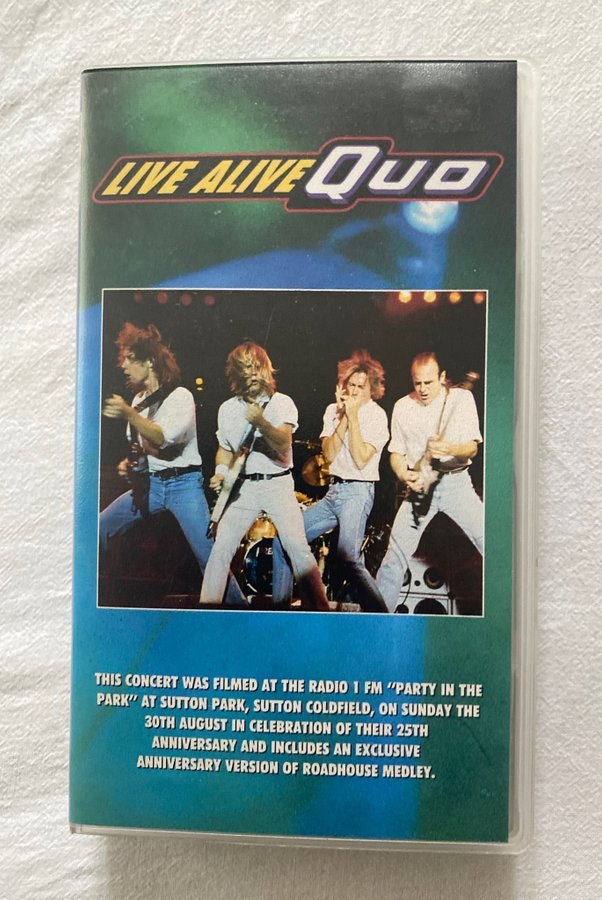 LIVE ALIVE QUO
THIS CONCERT WAS FILMED AT THE RADIO 1 FM "PARTY IN THE
PARK" AT SUTTON PARK, SUTTON COLDFIELD, ON SUNDAY THE
30TH AUGUST IN CELEBRATION OF THEIR 25TH
ANNIVERSARY AND INCLUDES AN EXCLUSIVE
ANNIVERSARY VERSION OF ROADHOUSE MEDLEY.